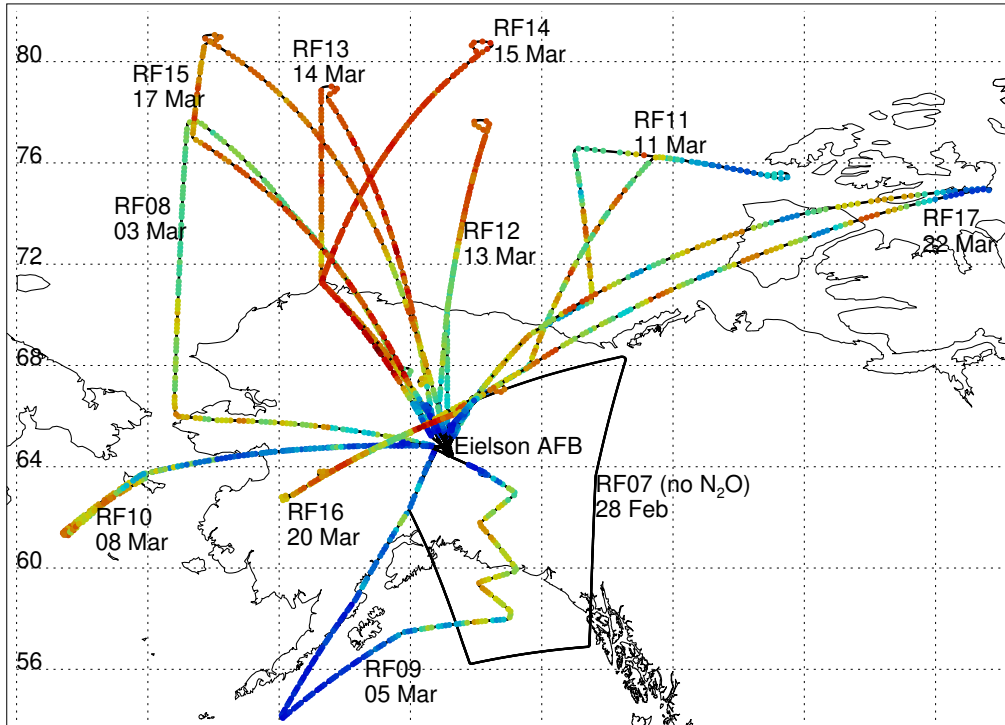 80
76
72
68
64
60
56
RF15
17 Mar
RF13
14 Mar
RF14
15 Mar
RF11
11 Mar
RF08
03 Mar
RF12
13 Mar
RF17
22 Mar
Eielson AFB
RF07 (no N₂O)
28 Feb
RF10
08 Mar
RF16
20 Mar
RF09
05 Mar